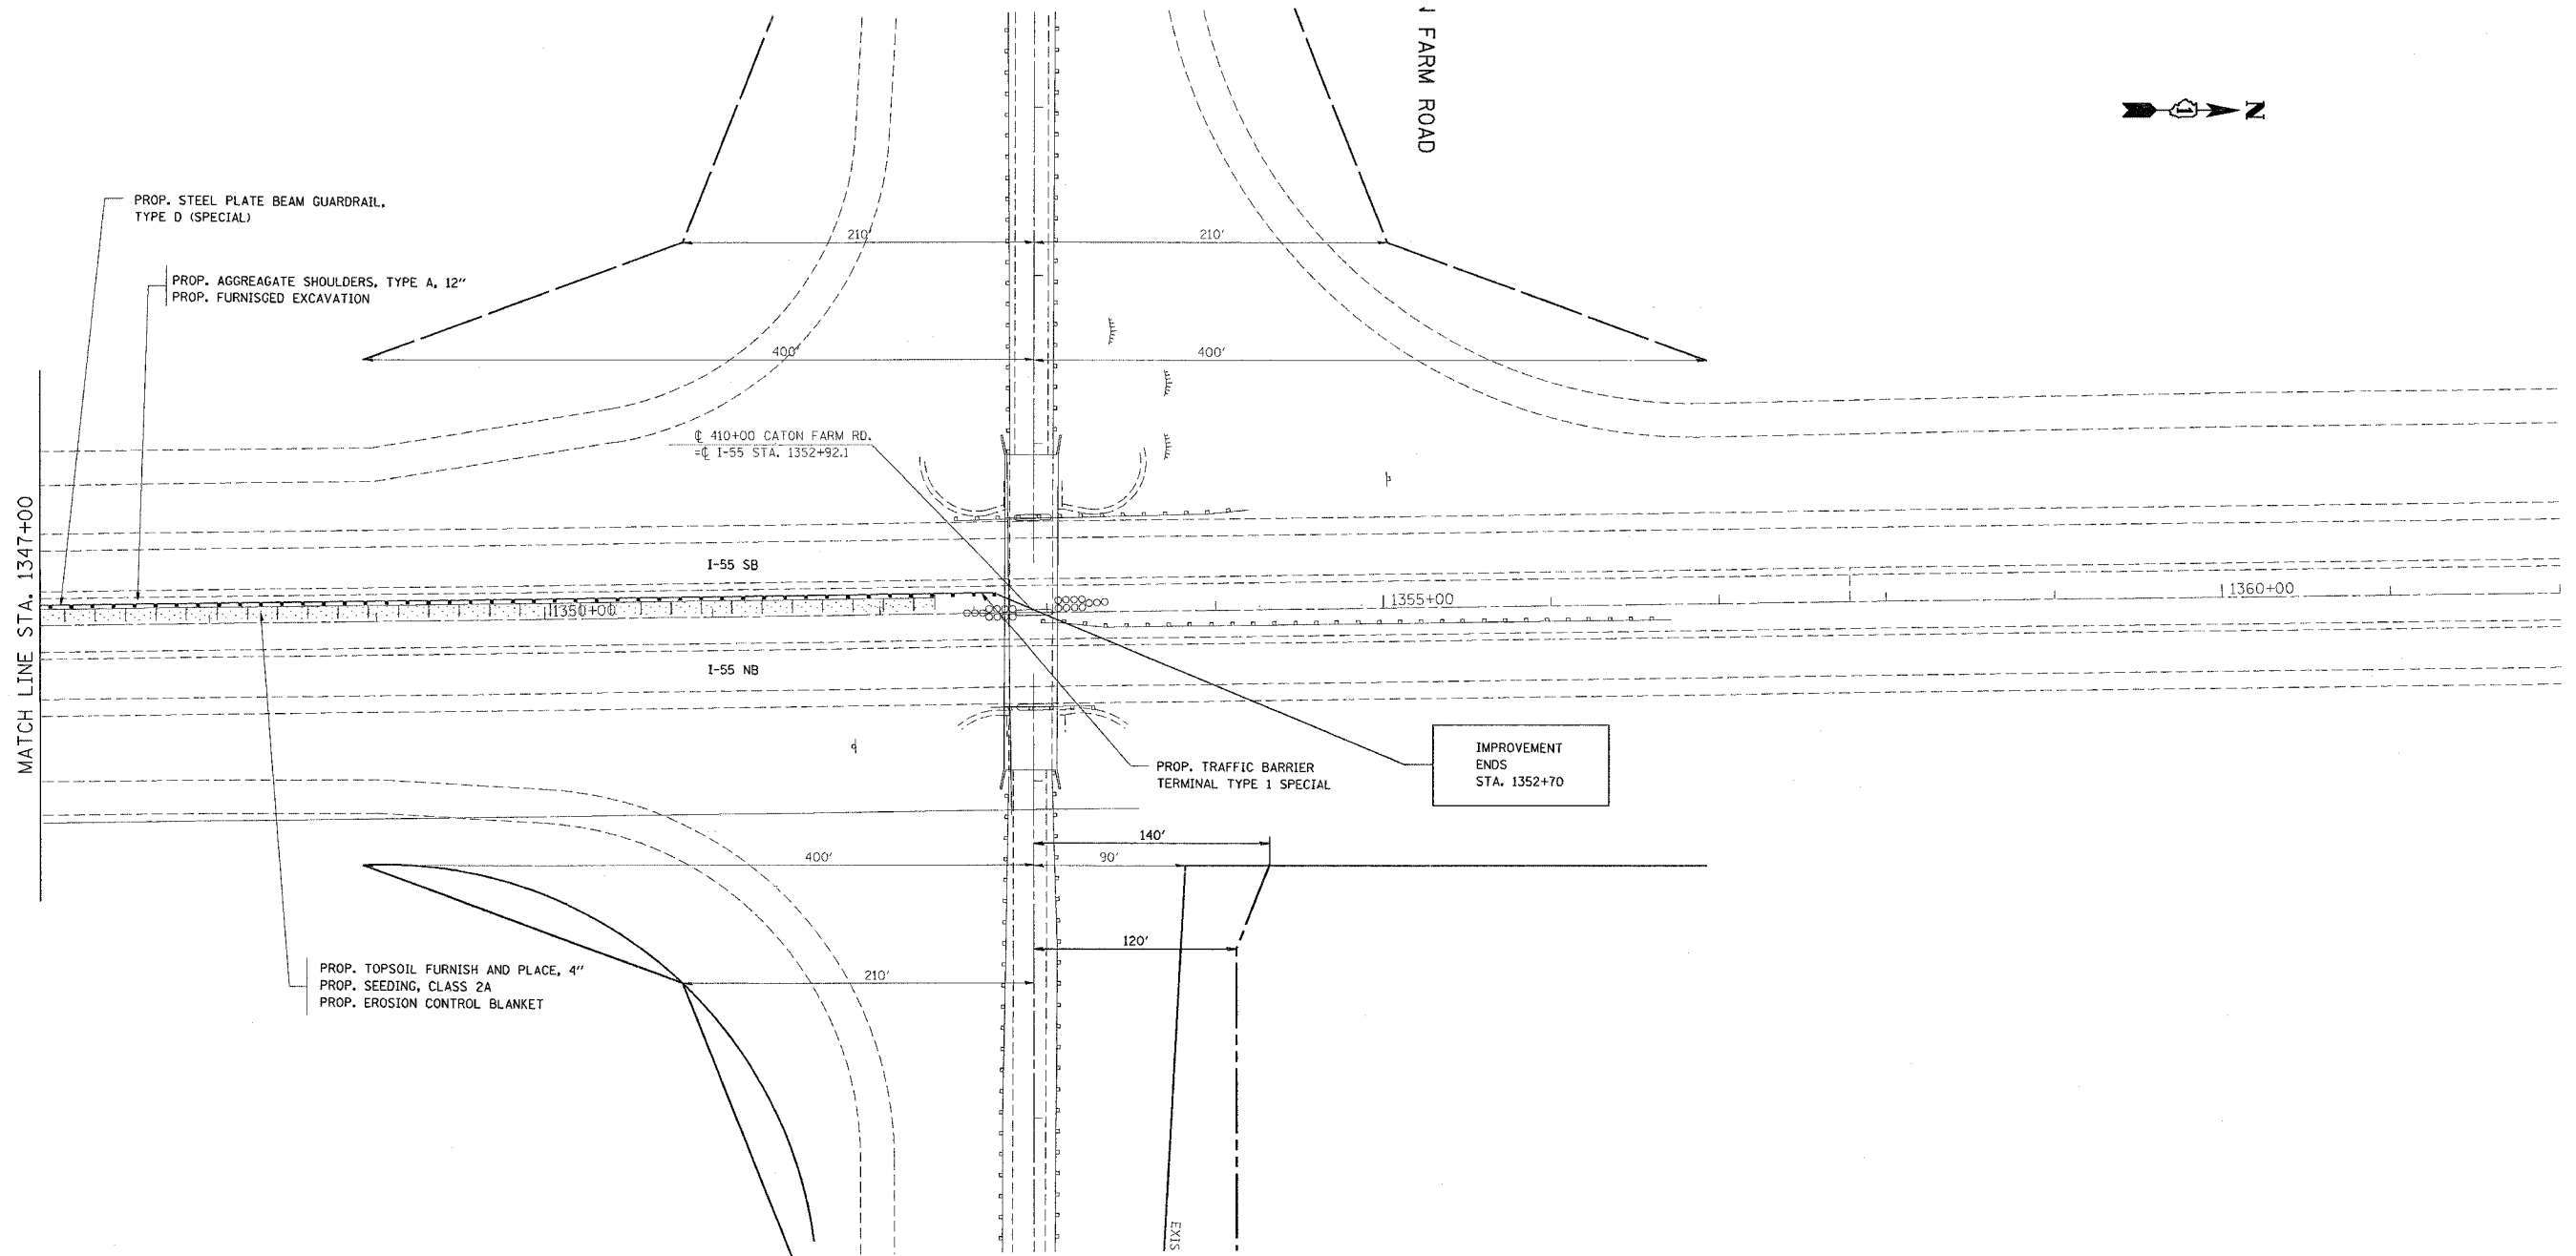 FARM ROAD
N
PROP. STEEL PLATE BEAM GUARDRAIL,
TYPE D (SPECIAL)
210'
210'
PROP. AGGREAGATE SHOULDERS, TYPE A, 12"
PROP. FURNISGED EXCAVATION
400'
400'
℄ 410+00 CATON FARM RD.
=℄ I-55 STA. 1352+92.1
MATCH LINE STA. 1347+00
I-55 SB
1350+00
1355+00
1360+00
I-55 NB
PROP. TRAFFIC BARRIER
TERMINAL TYPE 1 SPECIAL
IMPROVEMENT
ENDS
STA. 1352+70
140'
400'
90'
120'
PROP. TOPSOIL FURNISH AND PLACE, 4"
PROP. SEEDING, CLASS 2A
PROP. EROSION CONTROL BLANKET
210'
EXIS